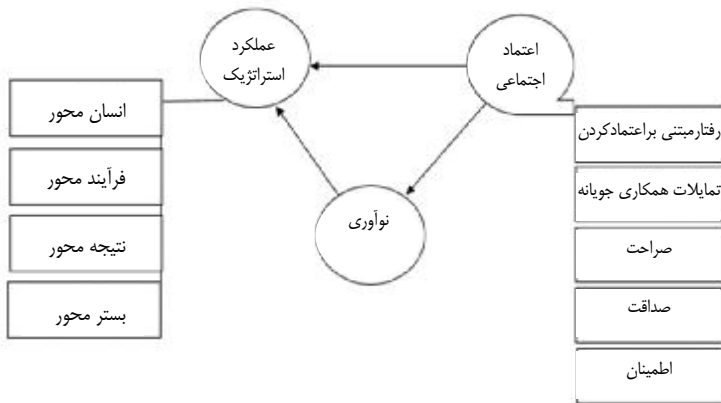 اعتماد
اجتماعی
عملکرد
استراتژیک
نوآوری
رفتارمبتنی براعتمادکردن
تمایلات همکاری جویانه
صراحت
صداقت
اطمینان
انسان محور
فرآیند محور
نتیجه محور
بستر محور